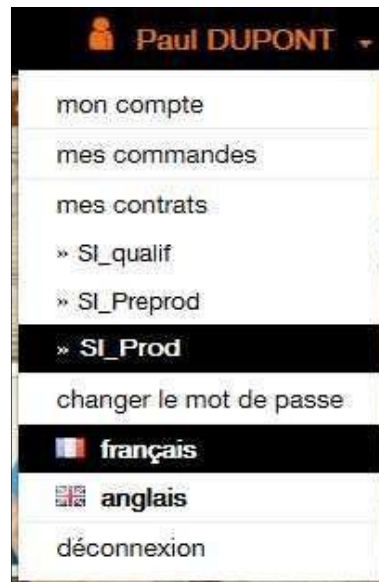 Paul DUPONT
mon compte
mes commandes
mes contrats
» SI_qualif
» SI_Preprod
» SI_Prod
changer le mot de passe
français
anglais
déconnexion